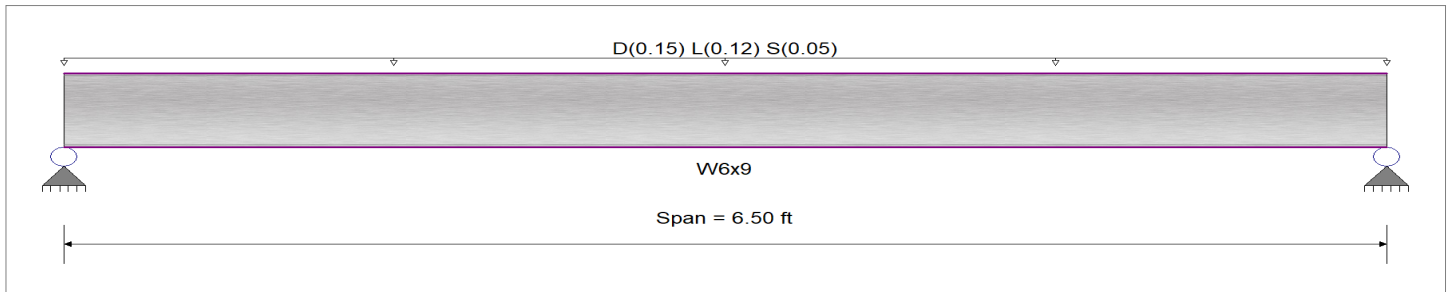 D(0.15) L(0.12) S(0.05)
W6x9
Span = 6.50 ft